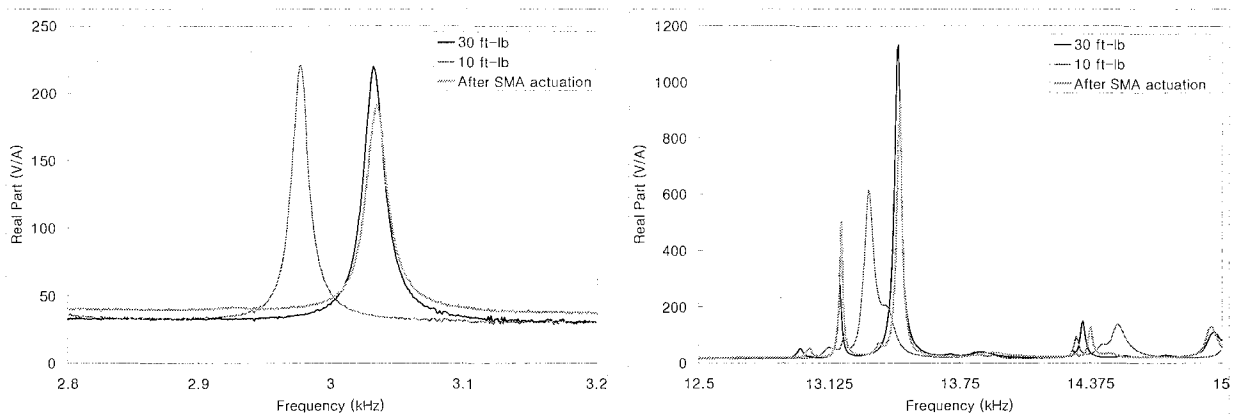 250
200
150
100
50
0
Real Part (V/A)
30 ft-lb
10 ft-lb
After SMA actuation
2.8 2.9 3 3.1 3.2
Frequency (kHz)
1200
1000
800
600
400
200
0
Real Part (V/A)
30 ft-lb
10 ft-lb
After SMA actuation
12.5 13.125 13.75 14.375 15
Frequency (kHz)